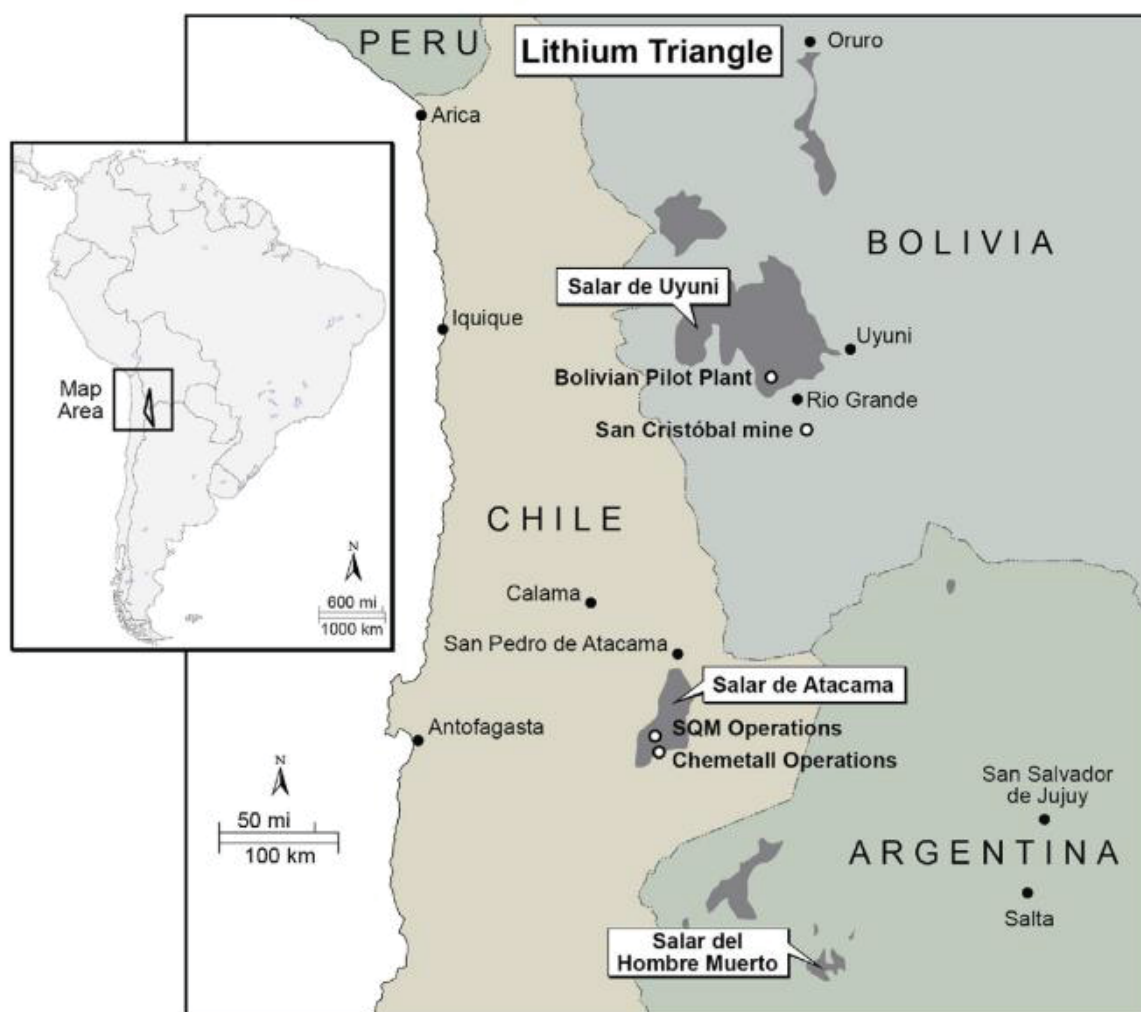 PERU
Lithium Triangle
Oruro
Arica
BOLIVIA
Salar de Uyuni
Iquique
Uyuni
Bolivian Pilot Plant
Rio Grande
San Cristóbal mine
Map
Area
CHILE
N
600 mi
1000 km
Calama
San Pedro de Atacama
Salar de Atacama
Antofagasta
SQM Operations
Chemetall Operations
N
50 mi
100 km
San Salvador
de Jujuy
ARGENTINA
Salta
Salar del
Hombre Muerto